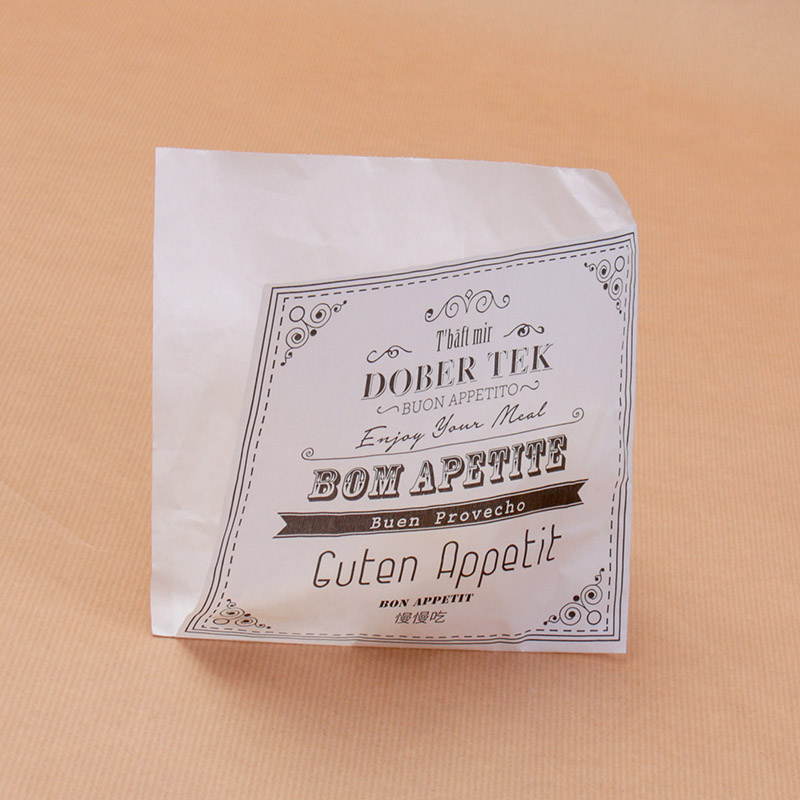 T'bäft mir
DOBER TEK
BUON APPETITO
Enjoy Your Meal
BOM APETITE
Buen Provecho
Guten Appetit
BON APPETIT
慢慢吃